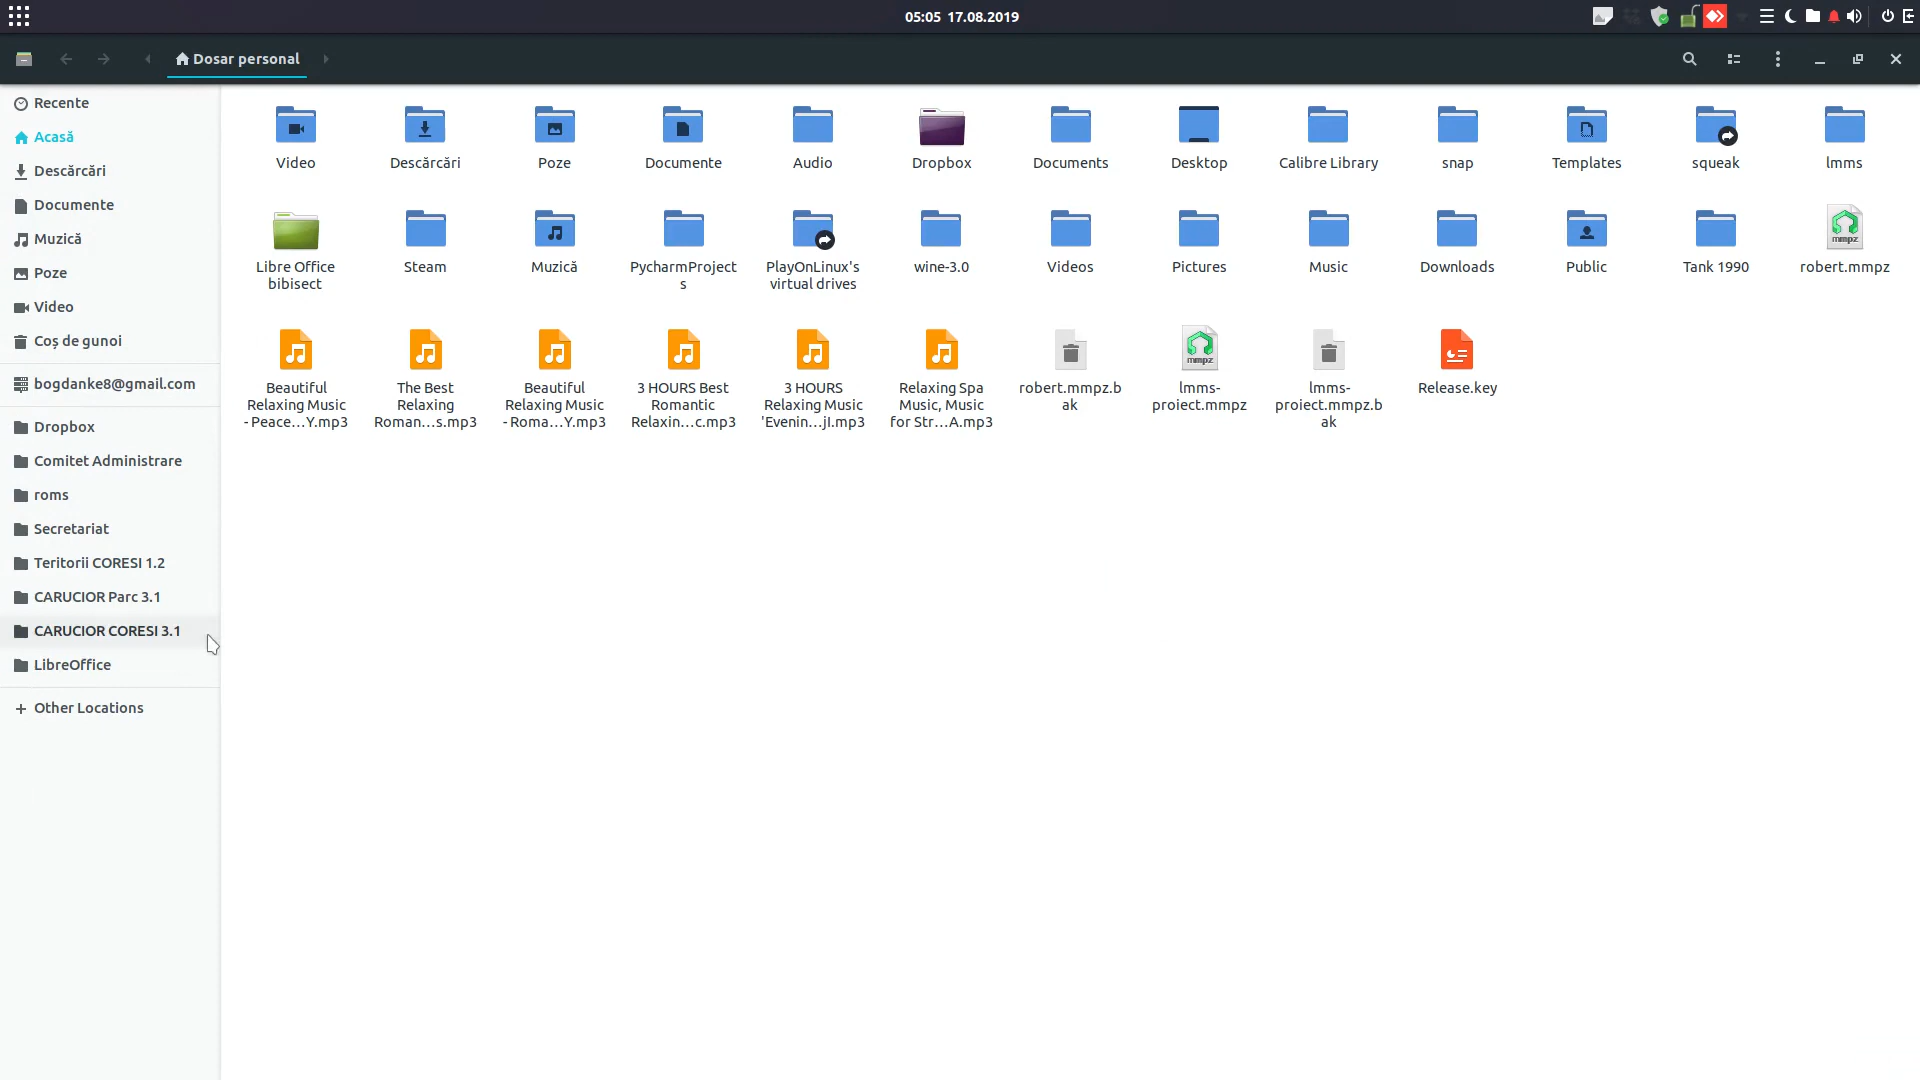 05:05 17.08.2019
Dosar personal
Recente
Acasă
Descărcări
Documente
Muzică
Poze
Video
Coș de gunoi
bogdanke8@gmail.com
Dropbox
Comitet Administrare
roms
Secretariat
Teritorii CORESI 1.2
CARUCIOR Parc 3.1
CARUCIOR CORESI 3.1
LibreOffice
Other Locations
Video
Descărcări
Poze
Documente
Audio
Dropbox
Documents
Desktop
Calibre Library
snap
Templates
squeak
lmms
Libre Office
bibisect
Steam
Muzică
PycharmProject
s
PlayOnLinux's
virtual drives
wine-3.0
Videos
Pictures
Music
Downloads
Public
Tank 1990
mmpz
robert.mmpz
Beautiful
Relaxing Music
- Peace…Y.mp3
The Best
Relaxing
Roman…s.mp3
Beautiful
Relaxing Music
- Roma…Y.mp3
3 HOURS Best
Romantic
Relaxin…c.mp3
3 HOURS
Relaxing Music
'Evenin…jI.mp3
Relaxing Spa
Music, Music
for Str…A.mp3
robert.mmpz.b
ak
mmpz
lmms-
proiect.mmpz
lmms-
proiect.mmpz.b
ak
Release.key